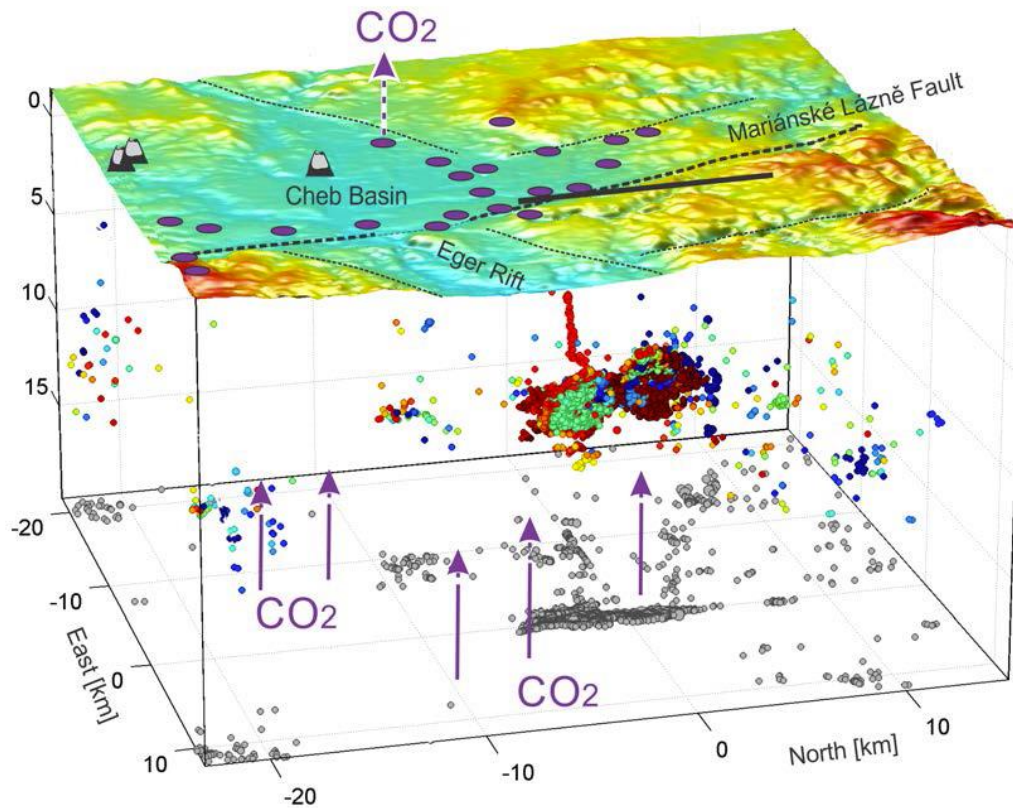 CO2
0
5
10
15
-20
-10
0
10
East [km]
-20
-10
0
10
North [km]
Mariánské Lázně Fault
Cheb Basin
Eger Rift
CO2
CO2